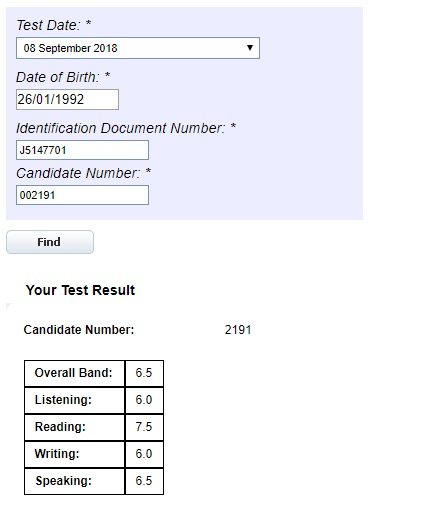 Test Date: *
08 September 2018
Date of Birth: *
26/01/1992
Identification Document Number: *
J5147701
Candidate Number: *
002191
Find
Your Test Result
Candidate Number: 2191
Overall Band: 6.5
Listening: 6.0
Reading: 7.5
Writing: 6.0
Speaking: 6.5